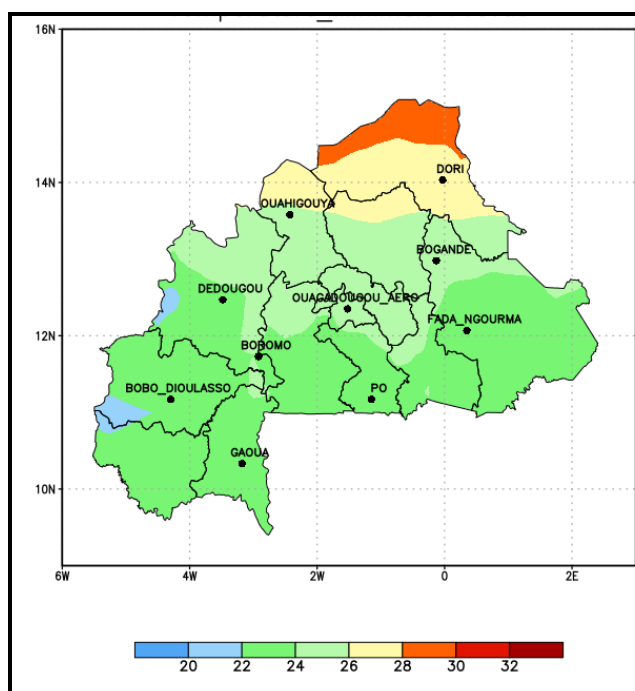 16N
14N
DORI
OUAHIGOUYA
BOGANDE
DEDOUGOU
OUAGADOUGOU_AERO
FADA_NGOURMA
12N
BOROMO
BOBO_DIOULASSO
PO
GAOUA
10N
6W 4W 2W 0 2E
20 22 24 26 28 30 32